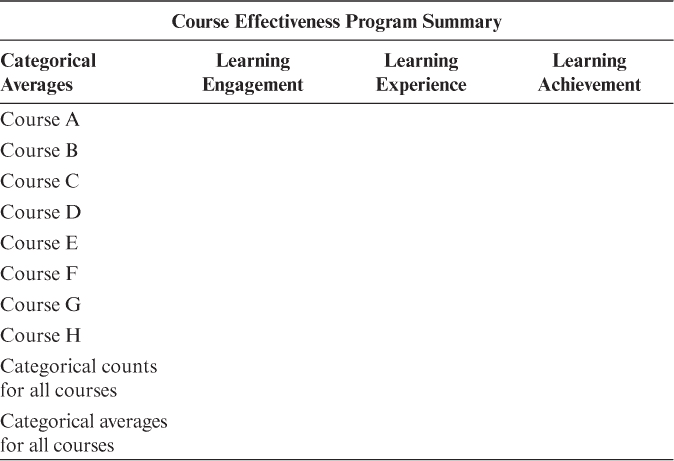 Course Effectiveness Program Summary
Categorical Averages Learning Engagement Learning Experience Learning Achievement
Course A
Course B
Course C
Course D
Course E
Course F
Course G
Course H
Categorical counts
for all courses
Categorical averages
for all courses